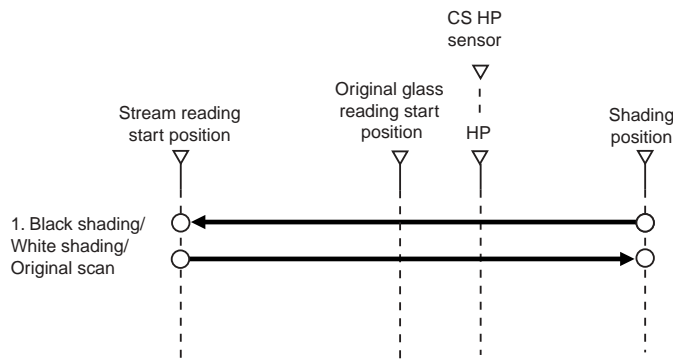 CS HP
sensor
Original glass
reading start
position
Stream reading
start position
HP
Shading
position
1. Black shading/
White shading/
Original scan